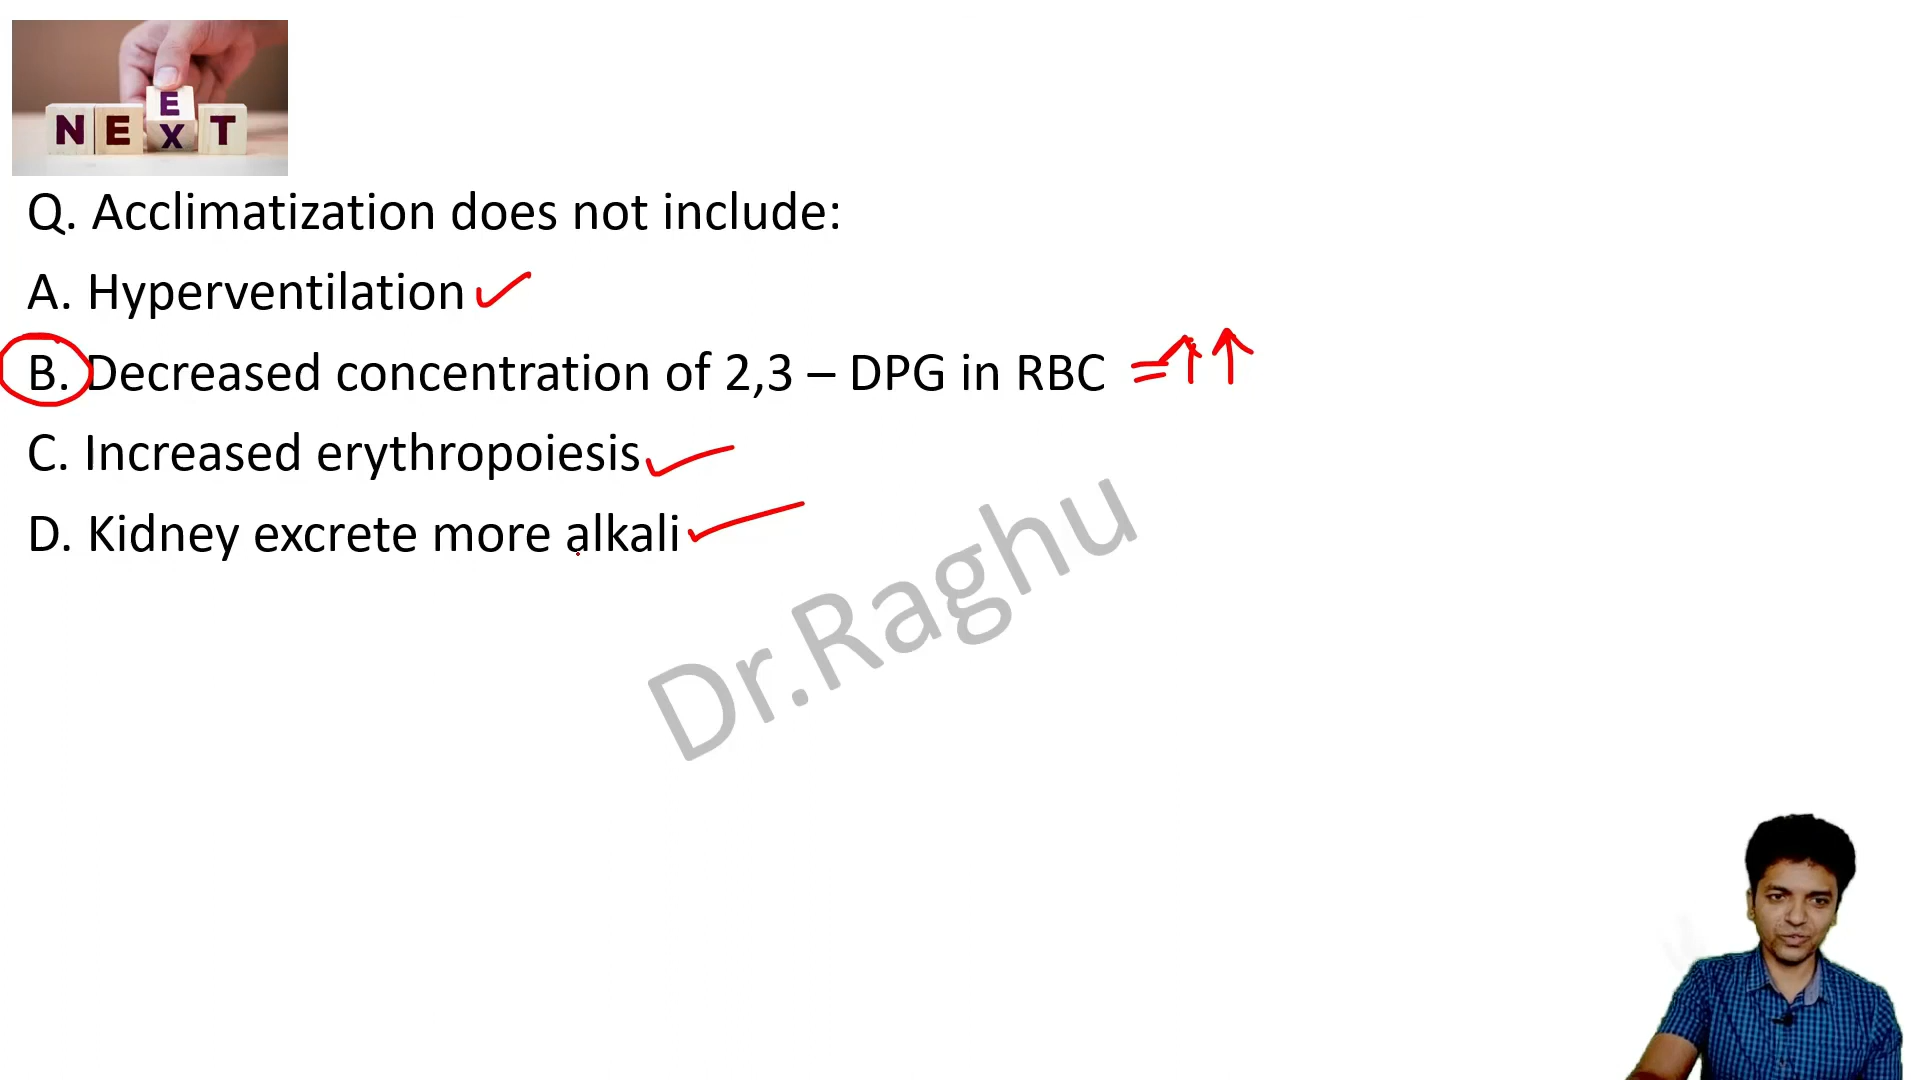 E
N E X T
Q. Acclimatization does not include:
A. Hyperventilation
B. Decreased concentration of 2,3 – DPG in RBC = ↑ ↑
C. Increased erythropoiesis
D. Kidney excrete more alkali
Dr.Raghu